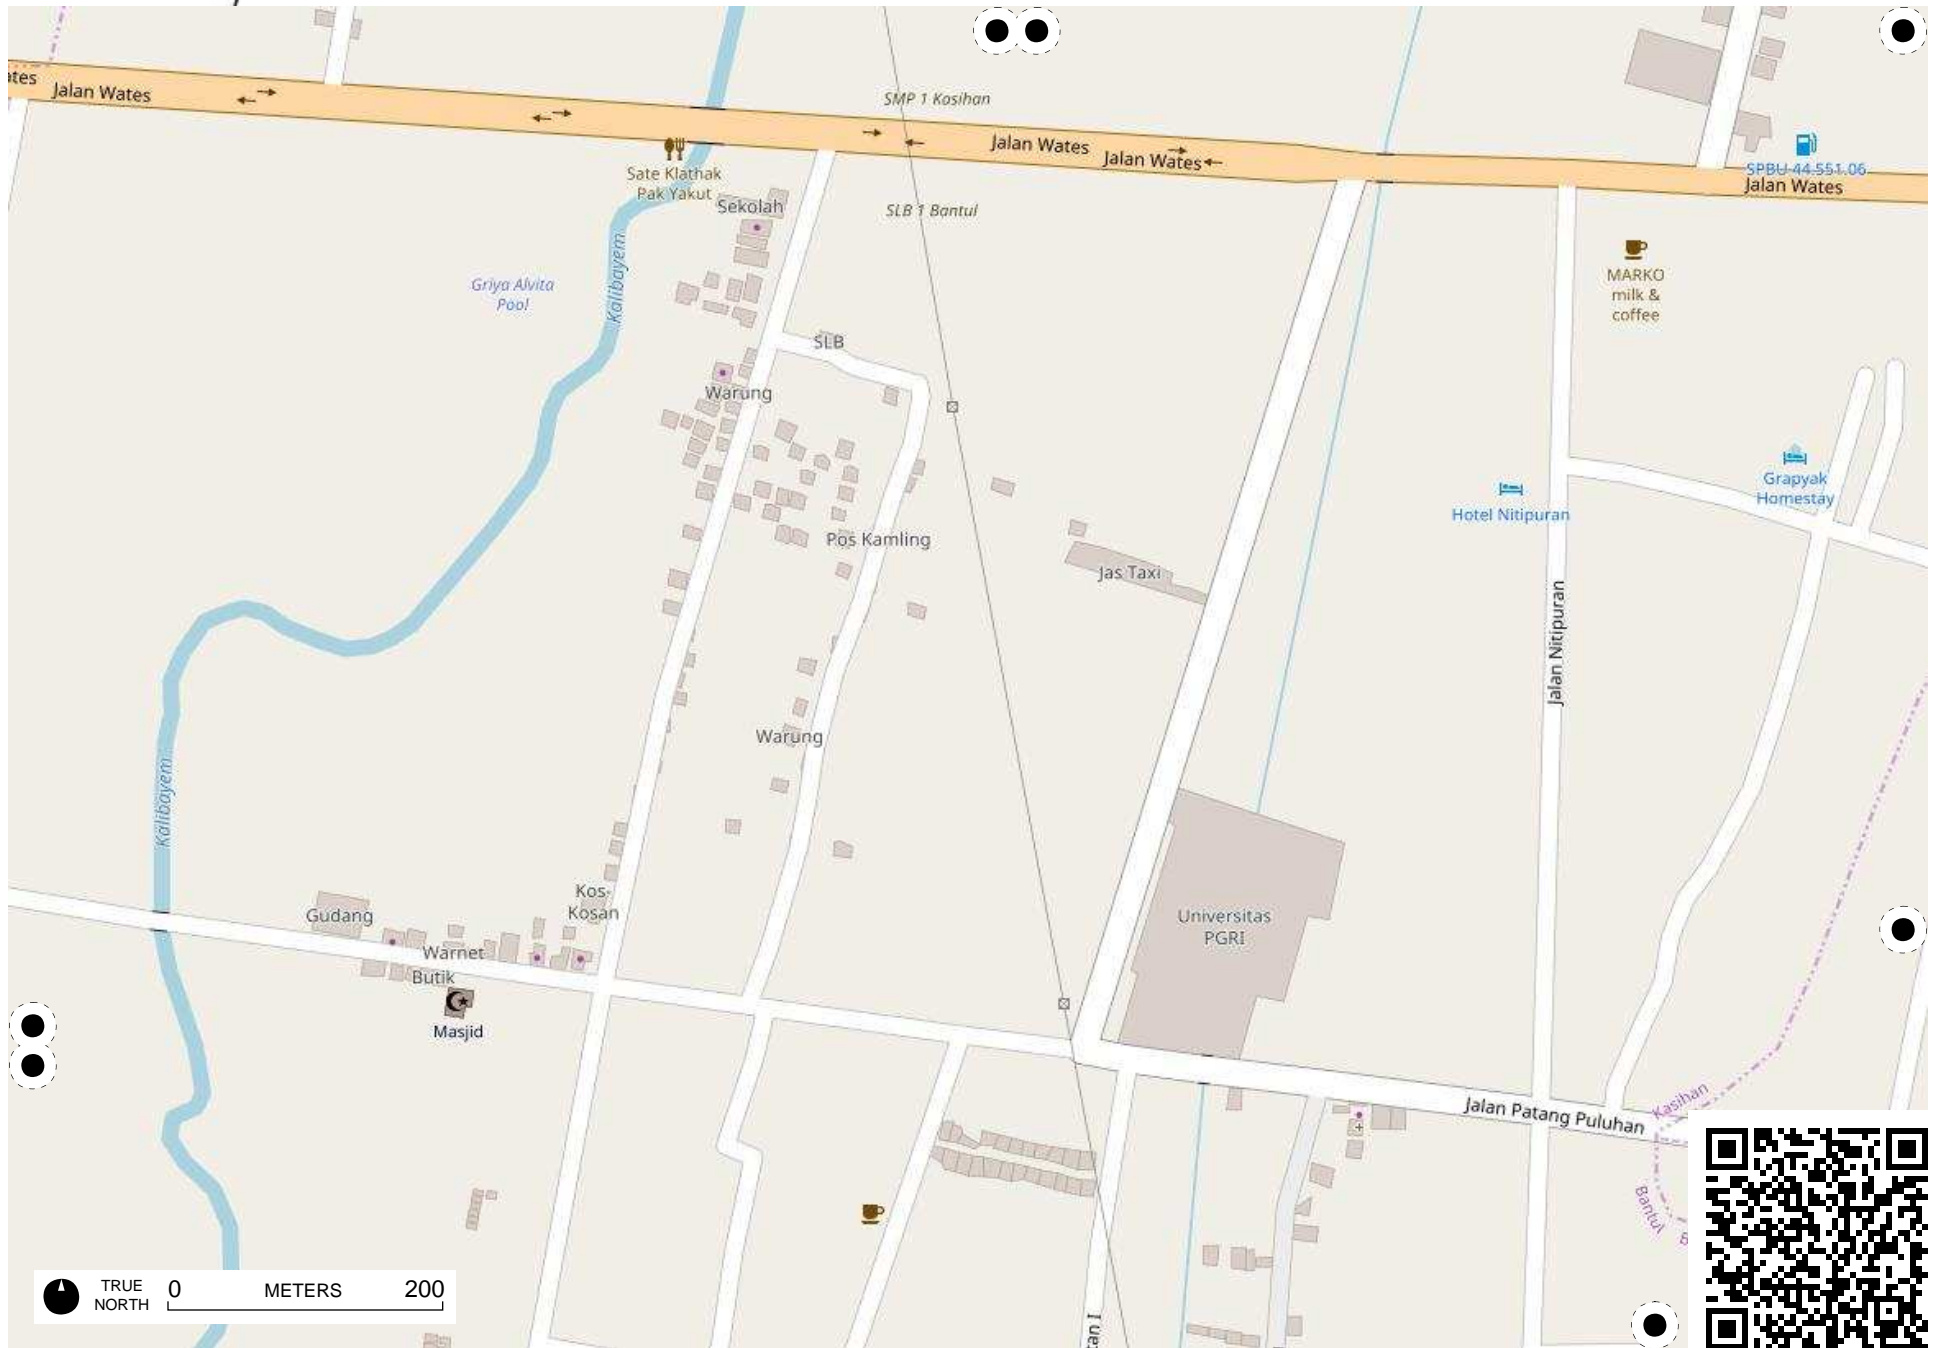 ates
Jalan Wates
SMP 1 Kasihan
Jalan Wates
Jalan Wates
SPBU 44.551.06
Jalan Wates
Sate Klathak
Pak Yakut
Sekolah
SLB 1 Bantul
Kalibayem
Griya Alvita
Pool
MARKO
milk &
coffee
SLB
Warung
Grapyak
Homestay
Hotel Nitipuran
Pos Kamling
Jas Taxi
Jalan Nitipuran
Warung
Kalibayem
Kos-
Kosan
Gudang
Universitas
PGRI
Warnet
Butik
Masjid
Kasihan
Jalan Patang Puluhan
Bantul
B
tan I
TRUE
NORTH
0 METERS 200